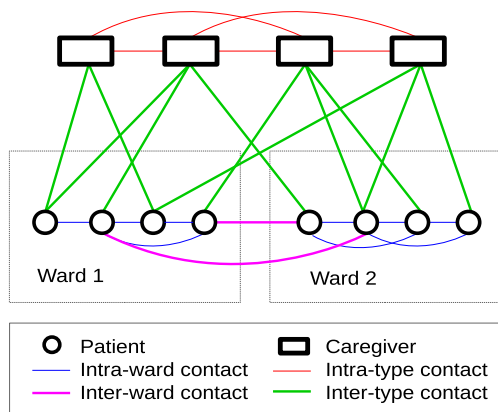 Ward 1
Ward 2
Patient
Caregiver
Intra-ward contact
Intra-type contact
Inter-ward contact
Inter-type contact